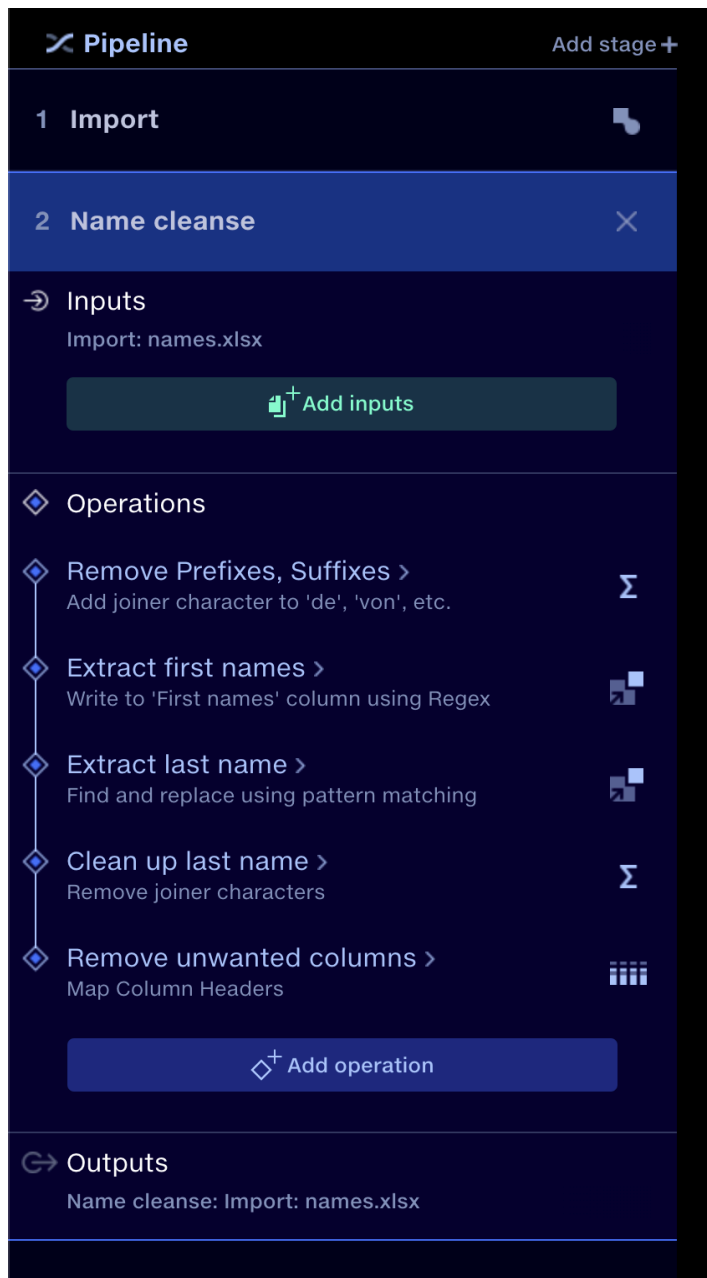 Pipeline
Add stage
1 Import
2 Name cleanse
Inputs
Import: names.xlsx
Add inputs
Operations
Remove Prefixes, Suffixes
Add joiner character to 'de', 'von', etc.
Σ
Extract first names
Write to 'First names' column using Regex
Extract last name
Find and replace using pattern matching
Clean up last name
Remove joiner characters
Σ
Remove unwanted columns
Map Column Headers
Add operation
Outputs
Name cleanse: Import: names.xlsx